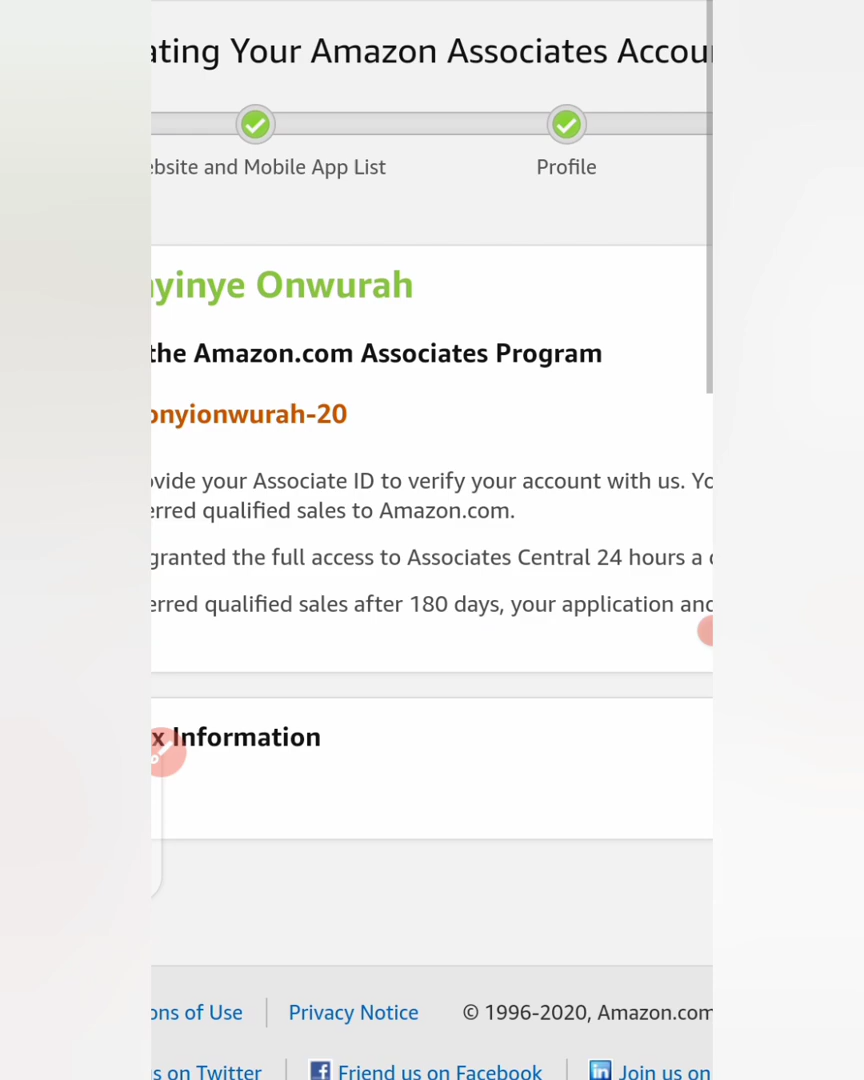 ating Your Amazon Associates Accou
ebsite and Mobile App List
Profile
nyinye Onwurah
the Amazon.com Associates Program
onyionwurah-20
ovide your Associate ID to verify your account with us. Yo
erred qualified sales to Amazon.com.
granted the full access to Associates Central 24 hours a
erred qualified sales after 180 days, your application and
x Information
ons of Use
Privacy Notice
© 1996-2020, Amazon.com
s on Twitter
Friend us on Facebook
Join us on